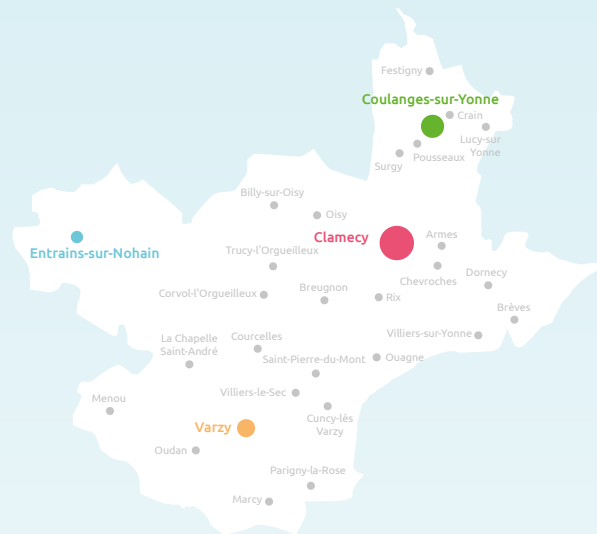 Festigny
Coulanges-sur-Yonne
Crain
Lucy-sur
Yonne
Pousseaux
Surgy
Billy-sur-Oisy
Oisy
Clamecy
Armes
Entrains-sur-Nohain
Trucy-l'Orgueilleux
Chevroches
Dornecy
Corvol-l'Orgueilleux
Breugnon
Rix
Brèves
La Chapelle
Saint-André
Courcelles
Villiers-sur-Yonne
Saint-Pierre-du-Mont
Ouagne
Menou
Villiers-le-Sec
Cuncy-lès
Varzy
Varzy
Oudan
Parigny-la-Rose
Marcy